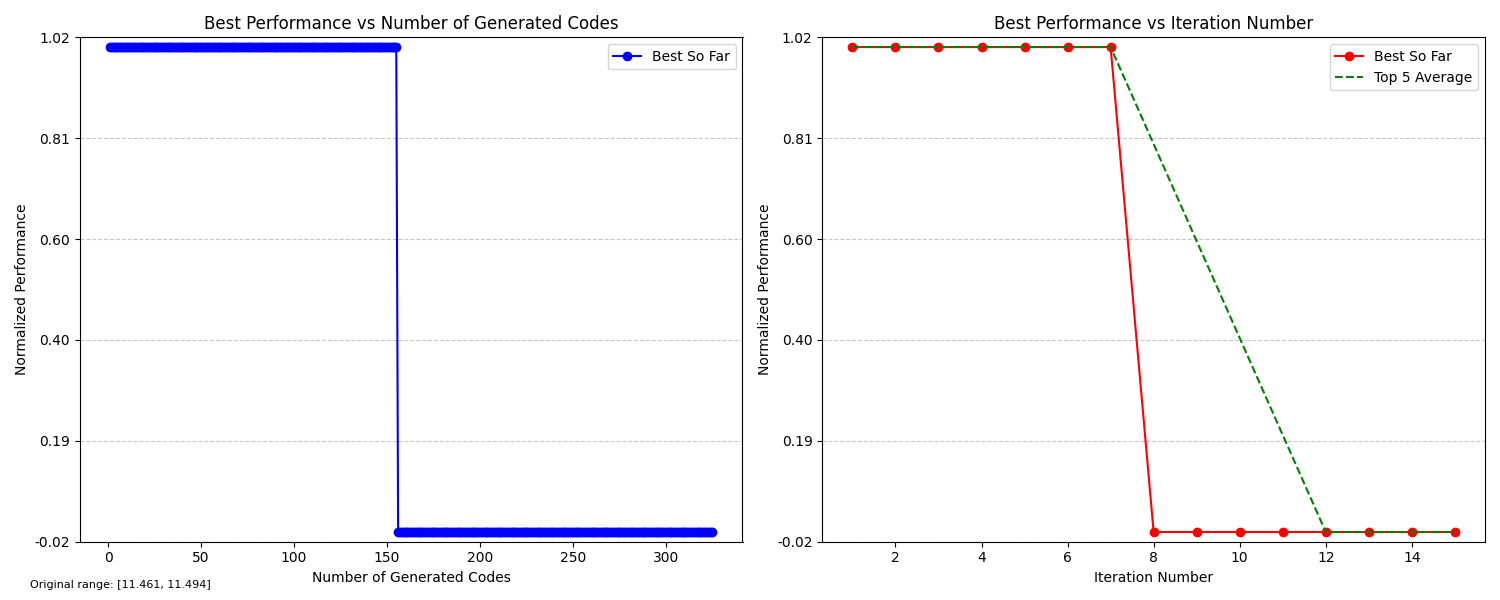 Best Performance vs Number of Generated Codes
1.02
0.81
0.60
0.40
0.19
-0.02
Normalized Performance
Best So Far
0 50 100 150 200 250 300
Number of Generated Codes
Original range: [11.461, 11.494]
Best Performance vs Iteration Number
1.02
0.81
0.60
0.40
0.19
-0.02
Normalized Performance
Best So Far
Top 5 Average
2 4 6 8 10 12 14
Iteration Number